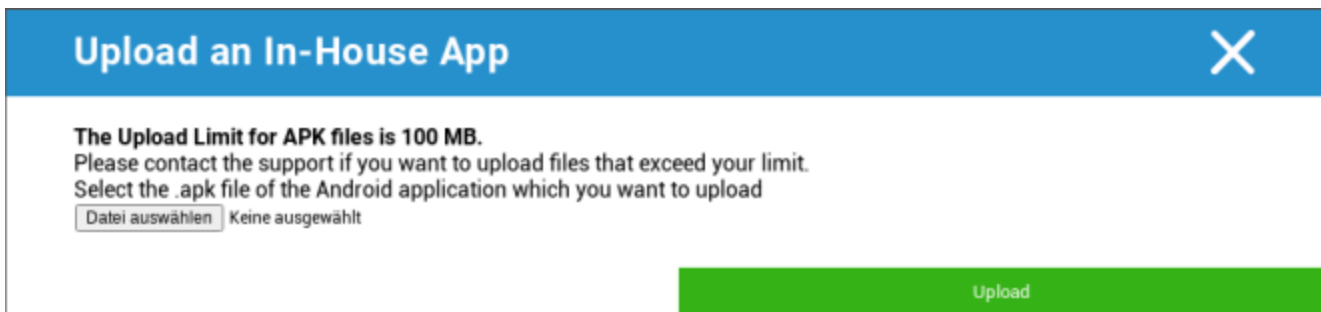 Upload an In-House App
The Upload Limit for APK files is 100 MB.
Please contact the support if you want to upload files that exceed your limit.
Select the .apk file of the Android application which you want to upload
Datei auswählen Keine ausgewählt
Upload